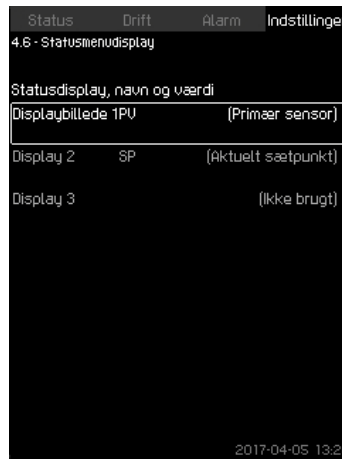 Status Drift Alarm Indstillinge
4.6 - Statusmenudisplay
Statusdisplay, navn og værdi
Displaybillede 1PV (Primær sensor)
Display 2 SP (Aktuelt sætpunkt)
Display 3 (Ikke brugt)
2017-04-05 13:2